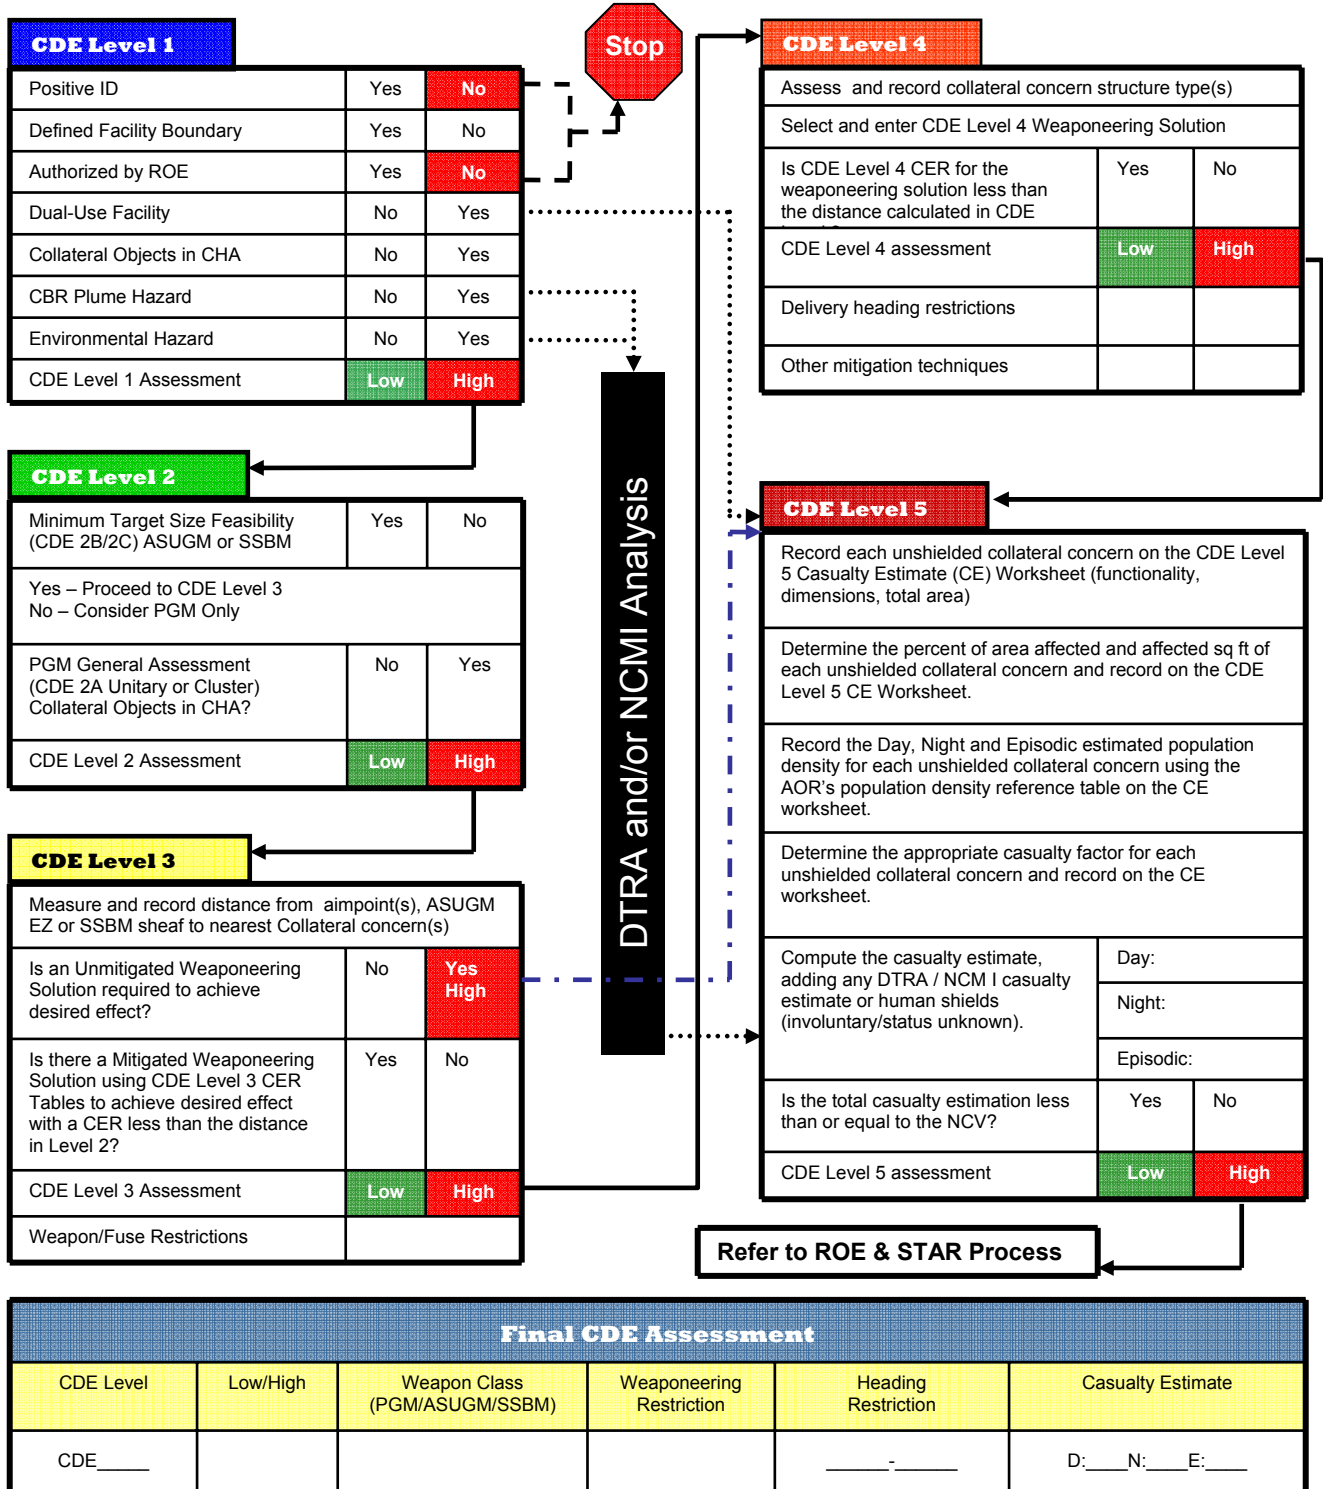 CDE Level 1
Positive ID Yes No
Defined Facility Boundary Yes No
Authorized by ROE Yes No
Dual-Use Facility No Yes
Collateral Objects in CHA No Yes
CBR Plume Hazard No Yes
Environmental Hazard No Yes
CDE Level 1 Assessment Low High
Stop
CDE Level 2
Minimum Target Size Feasibility Yes No
(CDE 2B/2C) ASUGM or SSBM
Yes – Proceed to CDE Level 3
No – Consider PGM Only
PGM General Assessment No Yes
(CDE 2A Unitary or Cluster)
Collateral Objects in CHA?
CDE Level 2 Assessment Low High
CDE Level 3
Measure and record distance from aimpoint(s), ASUGM
EZ or SSBM sheaf to nearest Collateral concern(s)
Is an Unmitigated Weaponeering No Yes
Solution required to achieve High
desired effect?
Is there a Mitigated Weaponeering Yes No
Solution using CDE Level 3 CER
Tables to achieve desired effect
with a CER less than the distance
in Level 2?
CDE Level 3 Assessment Low High
Weapon/Fuse Restrictions
DTRA and/or NCMI Analysis
CDE Level 4
Assess and record collateral concern structure type(s)
Select and enter CDE Level 4 Weaponeering Solution
Is CDE Level 4 CER for the Yes No
weaponeering solution less than
the distance calculated in CDE
CDE Level 4 assessment Low High
Delivery heading restrictions
Other mitigation techniques
CDE Level 5
Record each unshielded collateral concern on the CDE Level
5 Casualty Estimate (CE) Worksheet (functionality,
dimensions, total area)
Determine the percent of area affected and affected sq ft of
each unshielded collateral concern and record on the CDE
Level 5 CE Worksheet.
Record the Day, Night and Episodic estimated population
density for each unshielded collateral concern using the
AOR's population density reference table on the CE
worksheet.
Determine the appropriate casualty factor for each
unshielded collateral concern and record on the CE
worksheet.
Compute the casualty estimate, Day:
adding any DTRA / NCM I casualty
estimate or human shields Night:
(involuntary/status unknown).
Episodic:
Is the total casualty estimation less Yes No
than or equal to the NCV?
CDE Level 5 assessment Low High
Refer to ROE & STAR Process
Final CDE Assessment
CDE Level Low/High Weapon Class Weaponeering Heading Casualty Estimate
(PGM/ASUGM/SSBM) Restriction Restriction
CDE_____ ______-______ D:____N:____E:____